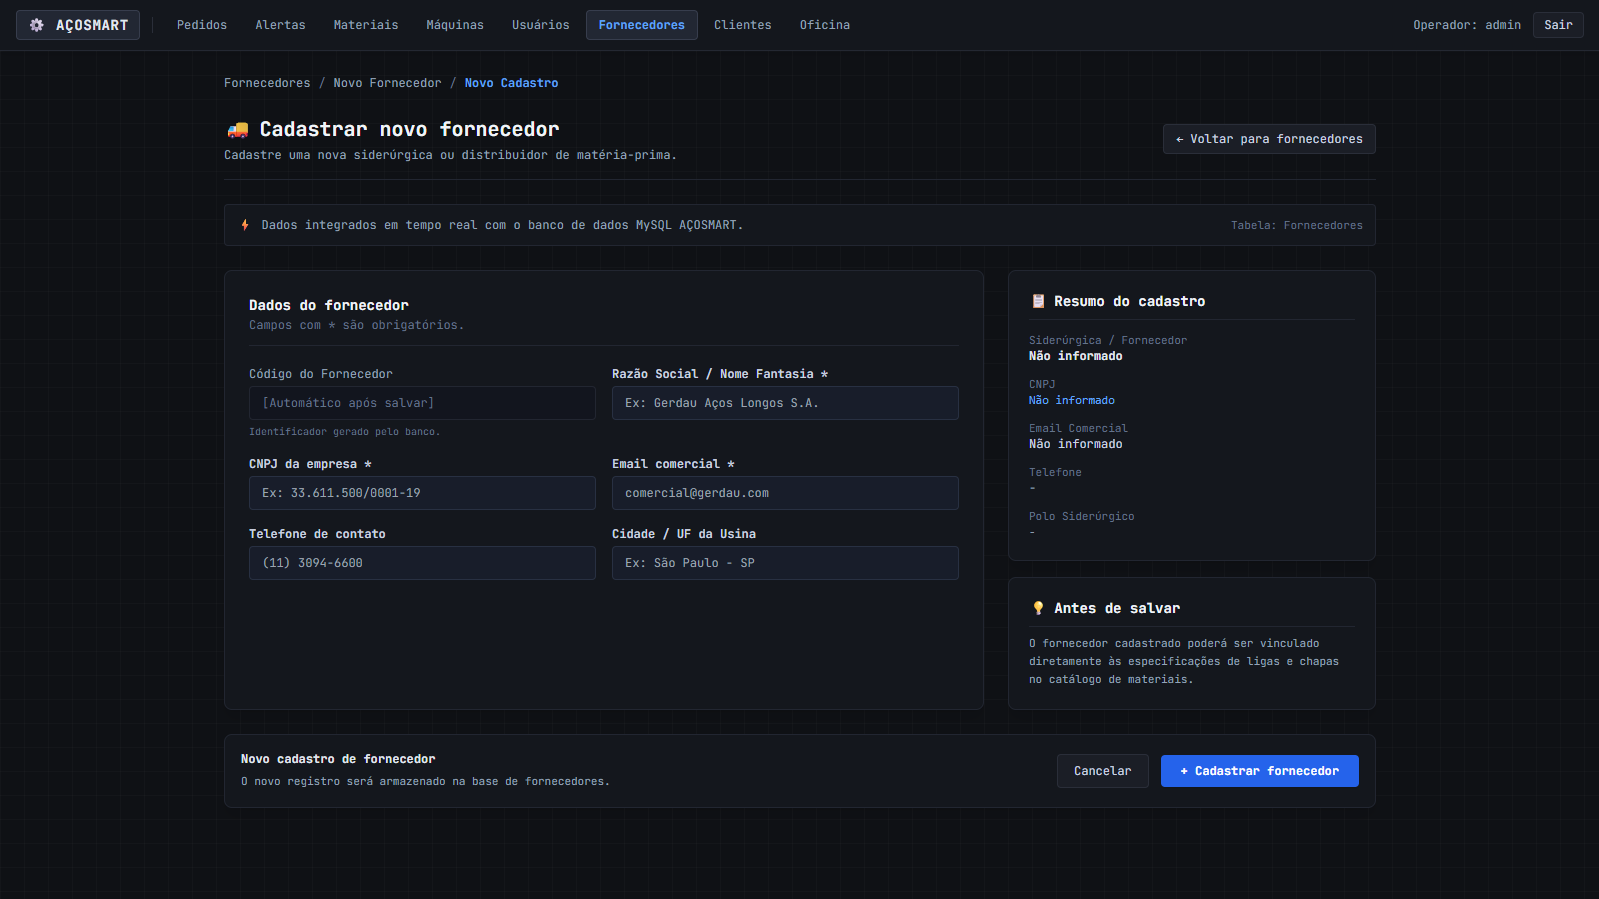 AÇOSMART
Pedidos
Alertas
Materiais
Máquinas
Usuários
Fornecedores
Clientes
Oficina
Operador: admin
Sair
Fornecedores / Novo Fornecedor / Novo Cadastro
Cadastrar novo fornecedor
Cadastre uma nova siderúrgica ou distribuidor de matéria-prima.
← Voltar para fornecedores
Dados integrados em tempo real com o banco de dados MySQL AÇOSMART.
Tabela: Fornecedores
Dados do fornecedor
Campos com * são obrigatórios.
Código do Fornecedor
[Automático após salvar]
Identificador gerado pelo banco.
Razão Social / Nome Fantasia *
Ex: Gerdau Aços Longos S.A.
CNPJ da empresa *
Ex: 33.611.500/0001-19
Email comercial *
comercial@gerdau.com
Telefone de contato
(11) 3094-6600
Cidade / UF da Usina
Ex: São Paulo - SP
Resumo do cadastro
Siderúrgica / Fornecedor
Não informado
CNPJ
Não informado
Email Comercial
Não informado
Telefone
-
Polo Siderúrgico
-
Antes de salvar
O fornecedor cadastrado poderá ser vinculado
diretamente às especificações de ligas e chapas
no catálogo de materiais.
Novo cadastro de fornecedor
O novo registro será armazenado na base de fornecedores.
Cancelar
+ Cadastrar fornecedor